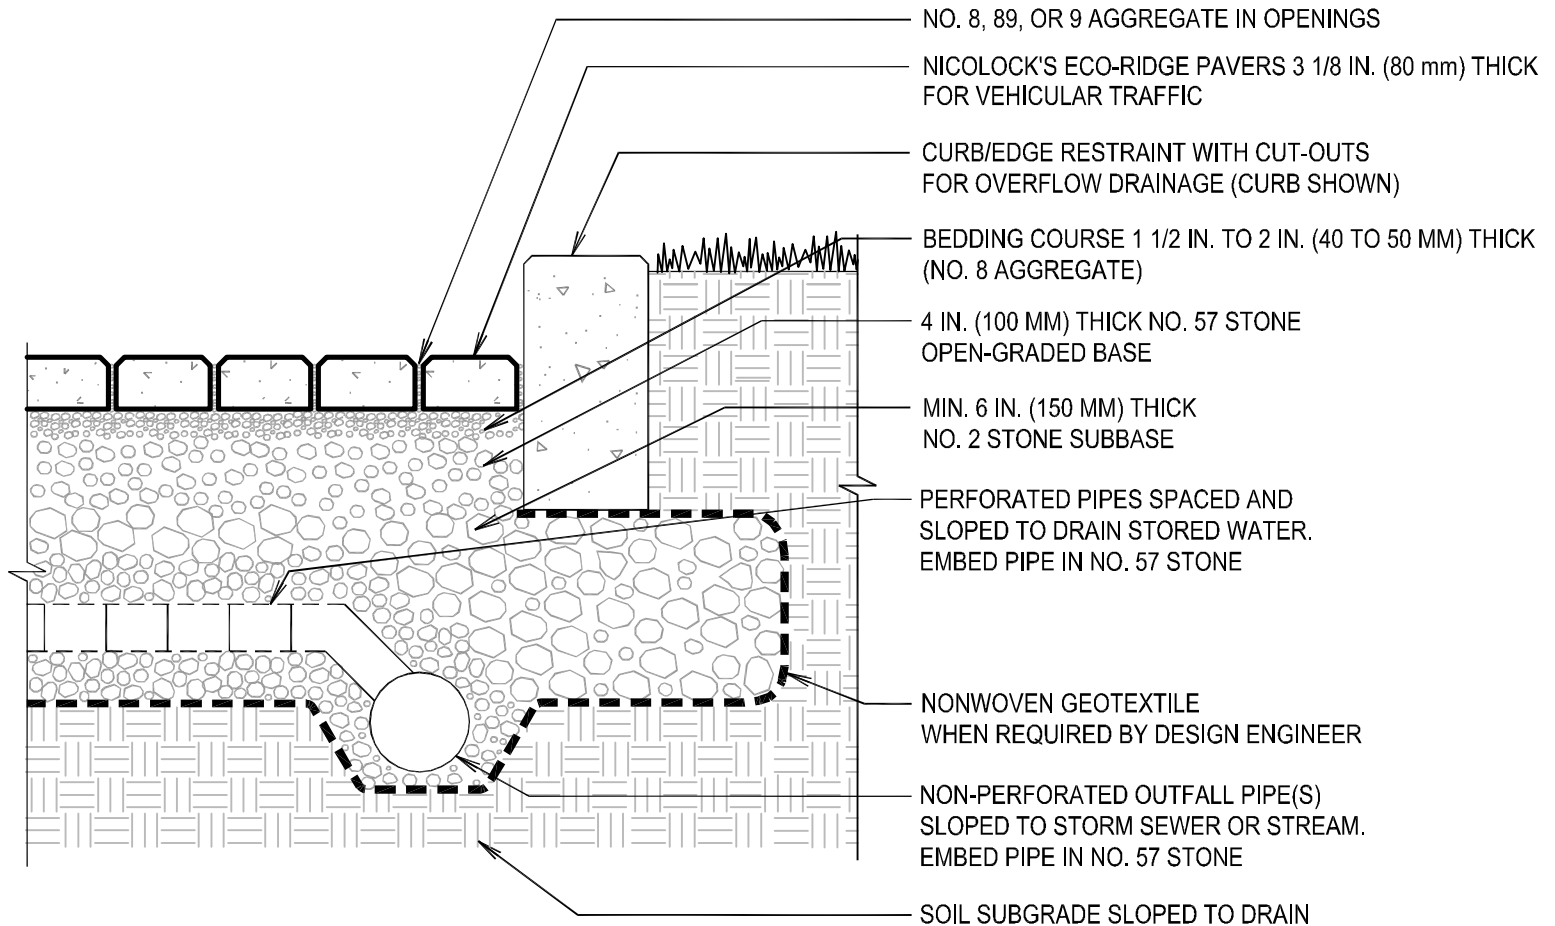 NO. 8, 89, OR 9 AGGREGATE IN OPENINGS
NICOLOCK'S ECO-RIDGE PAVERS 3 1/8 IN. (80 mm) THICK
FOR VEHICULAR TRAFFIC
CURB/EDGE RESTRAINT WITH CUT-OUTS
FOR OVERFLOW DRAINAGE (CURB SHOWN)
BEDDING COURSE 1 1/2 IN. TO 2 IN. (40 TO 50 MM) THICK
(NO. 8 AGGREGATE)
4 IN. (100 MM) THICK NO. 57 STONE
OPEN-GRADED BASE
MIN. 6 IN. (150 MM) THICK
NO. 2 STONE SUBBASE
PERFORATED PIPES SPACED AND
SLOPED TO DRAIN STORED WATER.
EMBED PIPE IN NO. 57 STONE
NONWOVEN GEOTEXTILE
WHEN REQUIRED BY DESIGN ENGINEER
NON-PERFORATED OUTFALL PIPE(S)
SLOPED TO STORM SEWER OR STREAM.
EMBED PIPE IN NO. 57 STONE
SOIL SUBGRADE SLOPED TO DRAIN